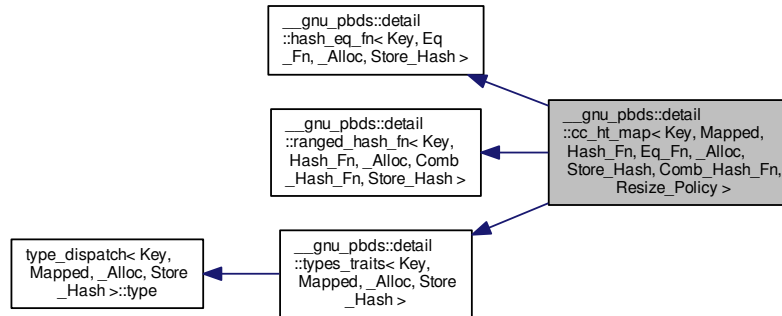 __gnu_pbds::detail
::hash_eq_fn< Key, Eq
_Fn, _Alloc, Store_Hash >
__gnu_pbds::detail
::ranged_hash_fn< Key,
Hash_Fn, _Alloc, Comb
_Hash_Fn, Store_Hash >
__gnu_pbds::detail
::cc_ht_map< Key, Mapped,
Hash_Fn, Eq_Fn, _Alloc,
Store_Hash, Comb_Hash_Fn,
Resize_Policy >
type_dispatch< Key,
Mapped, _Alloc, Store
_Hash >::type
__gnu_pbds::detail
::types_traits< Key,
Mapped, _Alloc, Store
_Hash >